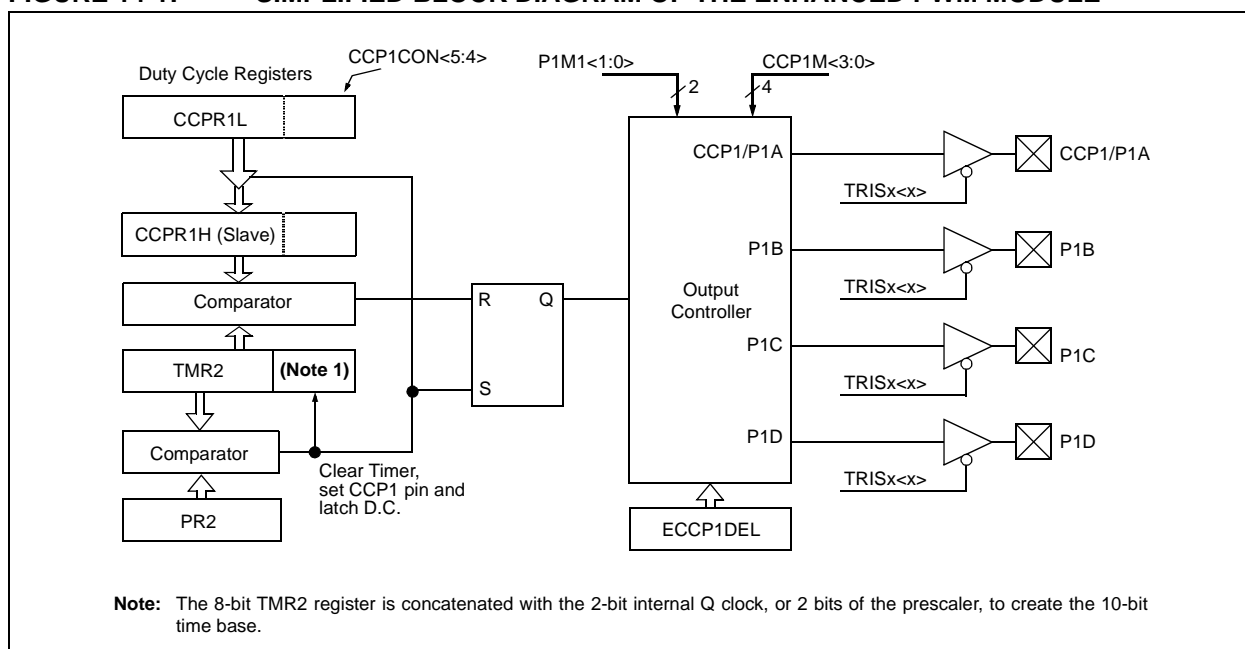 CCP1CON<5:4>
Duty Cycle Registers
CCPR1L
CCPR1H (Slave)
Comparator
TMR2
(Note 1)
Comparator
PR2
Clear Timer,
set CCP1 pin and
latch D.C.
R
Q
S
P1M1<1:0>
2
CCP1M<3:0>
4
Output
Controller
CCP1/P1A
P1B
P1C
P1D
ECCP1DEL
TRISx<x>
CCP1/P1A
TRISx<x>
P1B
TRISx<x>
P1C
TRISx<x>
P1D
Note: The 8-bit TMR2 register is concatenated with the 2-bit internal Q clock, or 2 bits of the prescaler, to create the 10-bit
time base.